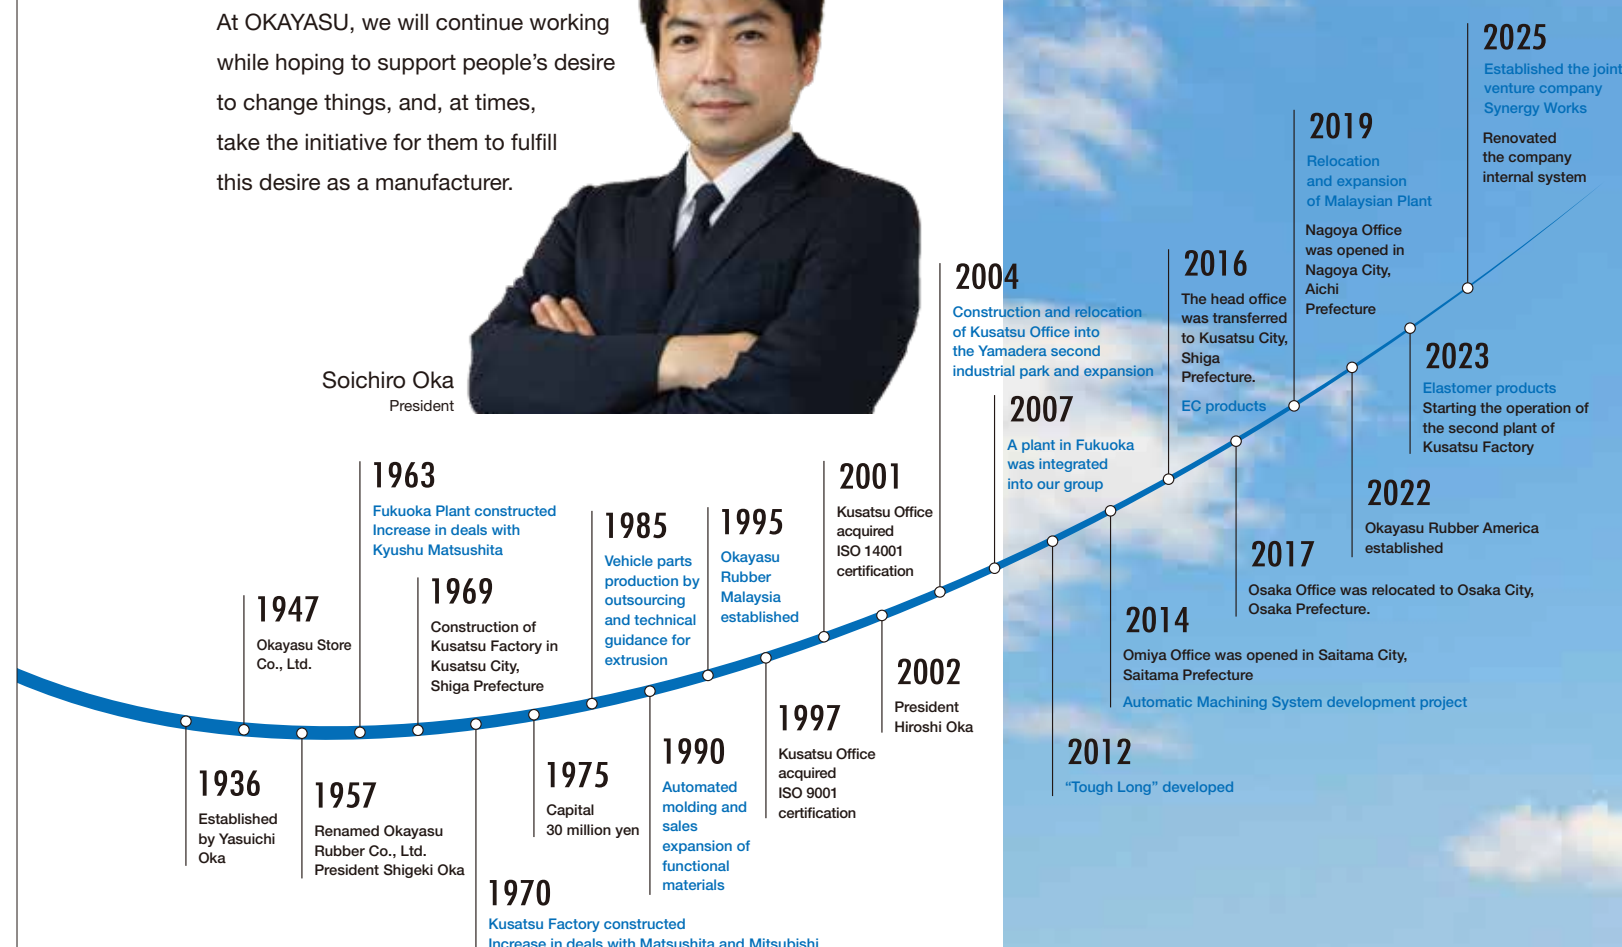 At OKAYASU, we will continue working
while hoping to support people’s desire
to change things, and, at times,
take the initiative for them to fulfill
this desire as a manufacturer.
Soichiro Oka
President
1936
Established
by Yasuichi
Oka
1947
Okayasu Store
Co., Ltd.
1957
Renamed Okayasu
Rubber Co., Ltd.
President Shigeki Oka
1963
Fukuoka Plant constructed
Increase in deals with
Kyushu Matsushita
1969
Construction of
Kusatsu Factory in
Kusatsu City,
Shiga Prefecture
1970
Kusatsu Factory constructed
Increase in deals with Matsushita and Mitsubishi
1975
Capital
30 million yen
1985
Vehicle parts
production by
outsourcing
and technical
guidance for
extrusion
1990
Automated
molding and
sales
expansion of
functional
materials
1995
Okayasu
Rubber
Malaysia
established
1997
Kusatsu Office
acquired
ISO 9001
certification
2001
Kusatsu Office
acquired
ISO 14001
certification
2002
President
Hiroshi Oka
2004
Construction and relocation
of Kusatsu Office into
the Yamadera second
industrial park and expansion
2007
A plant in Fukuoka
was integrated
into our group
2012
“Tough Long” developed
2014
Omiya Office was opened in Saitama City,
Saitama Prefecture
Automatic Machining System development project
2016
The head office
was transferred
to Kusatsu City,
Shiga
Prefecture.
EC products
2017
Osaka Office was relocated to Osaka City,
Osaka Prefecture.
2019
Relocation
and expansion
of Malaysian Plant
Nagoya Office
was opened in
Nagoya City,
Aichi
Prefecture
2022
Okayasu Rubber America
established
2023
Elastomer products
Starting the operation of
the second plant of
Kusatsu Factory
2025
Established the joint
venture company
Synergy Works
Renovated
the company
internal system